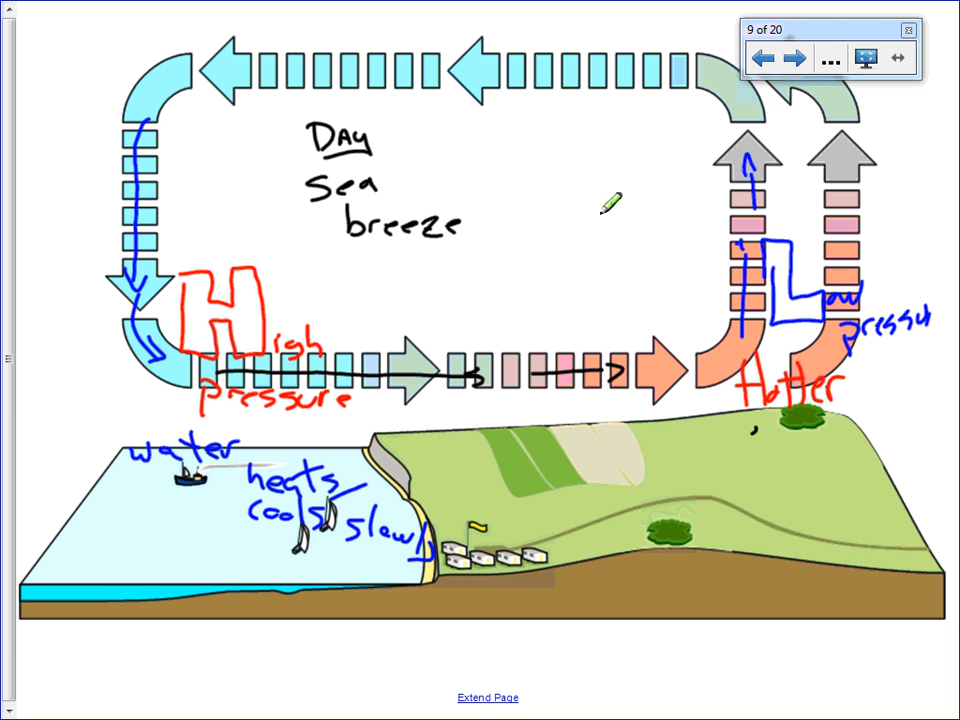 9 of 20
Day
Sea
breeze
High
pressure
Low
pressu
Hotter
water
heats
cools
slowly
Extend Page